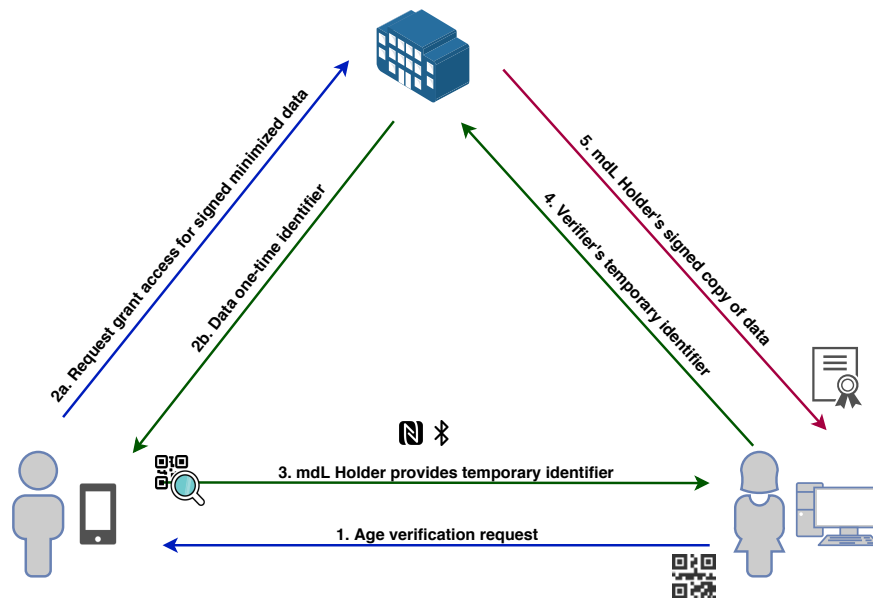 2a. Request grant access for signed minimized data
2b. Data one-time identifier
5. mdL Holder's signed copy of data
4. Verifier's temporary identifier
3. mdL Holder provides temporary identifier
1. Age verification request